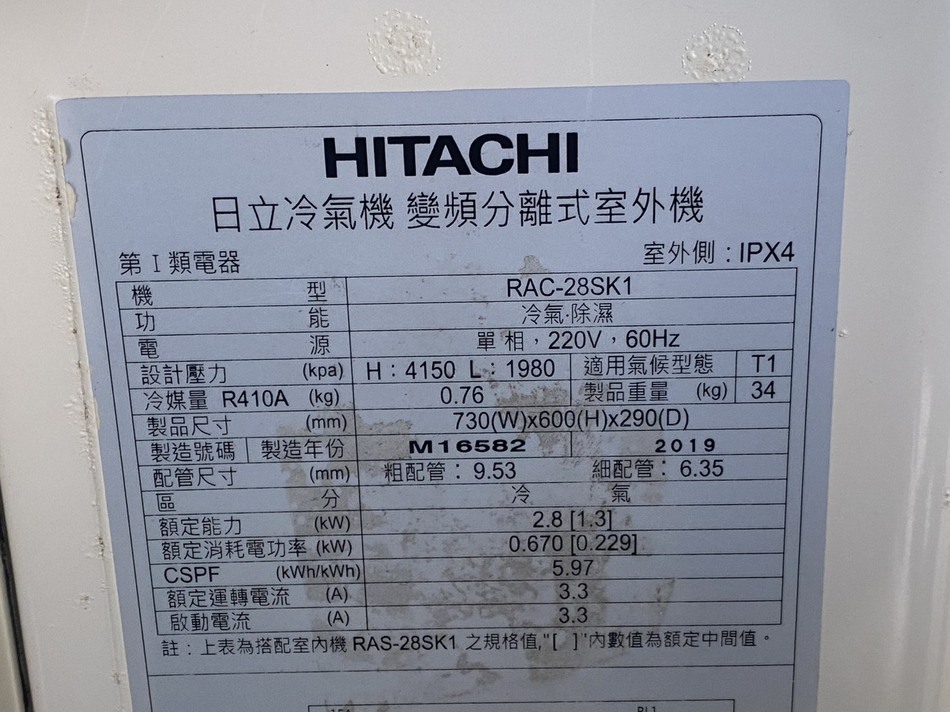 HITACHI
日立冷氣機 變頻分離式室外機
第 I 類電器 室外側：IPX4
機型 RAC-28SK1
功能 冷氣·除濕
電源 單相，220V，60Hz
設計壓力 (kpa) H：4150 L：1980 適用氣候型態 T1
冷媒量 R410A (kg) 0.76 製品重量 (kg) 34
製品尺寸 (mm) 730(W)x600(H)x290(D)
製造號碼 製造年份 M16582 2019
配管尺寸 (mm) 粗配管：9.53 細配管：6.35
區分 冷氣
額定能力 (kW) 2.8 [1.3]
額定消耗電功率 (kW) 0.670 [0.229]
CSPF (kWh/kWh) 5.97
額定運轉電流 (A) 3.3
啟動電流 (A) 3.3
註：上表為搭配室內機 RAS-28SK1 之規格值,"[ ]"內數值為額定中間值。